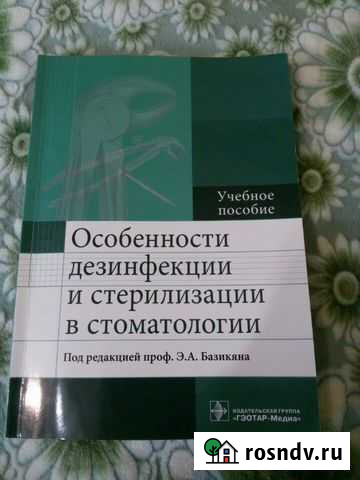 Учебное
пособие
Особенности
дезинфекции
и стерилизации
в стоматологии
Под редакцией проф. Э.А. Базикяна
ИЗДАТЕЛЬСКАЯ ГРУППА
«ГЭОТАР-Медиа»
rosndv.ru